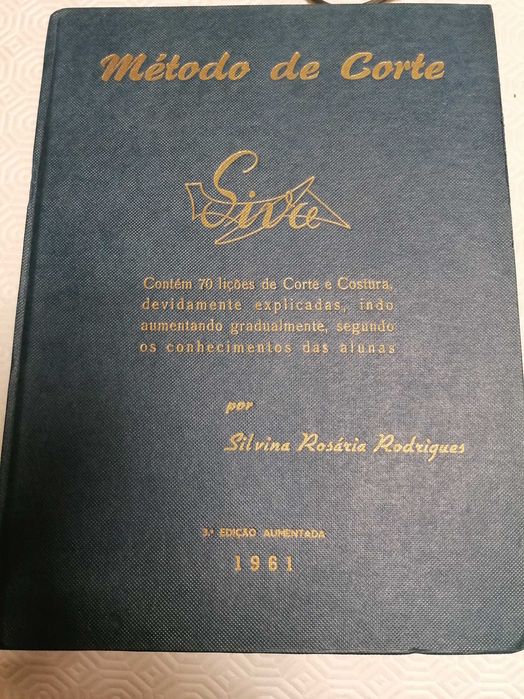 Método de Corte
Siva
Contém 70 lições de Corte e Costura,
devidamente explicadas, indo
aumentando gradualmente, segundo
os conhecimentos das alunas
por
Silvina Rosária Rodrigues
3.ª EDIÇÃO AUMENTADA
1961